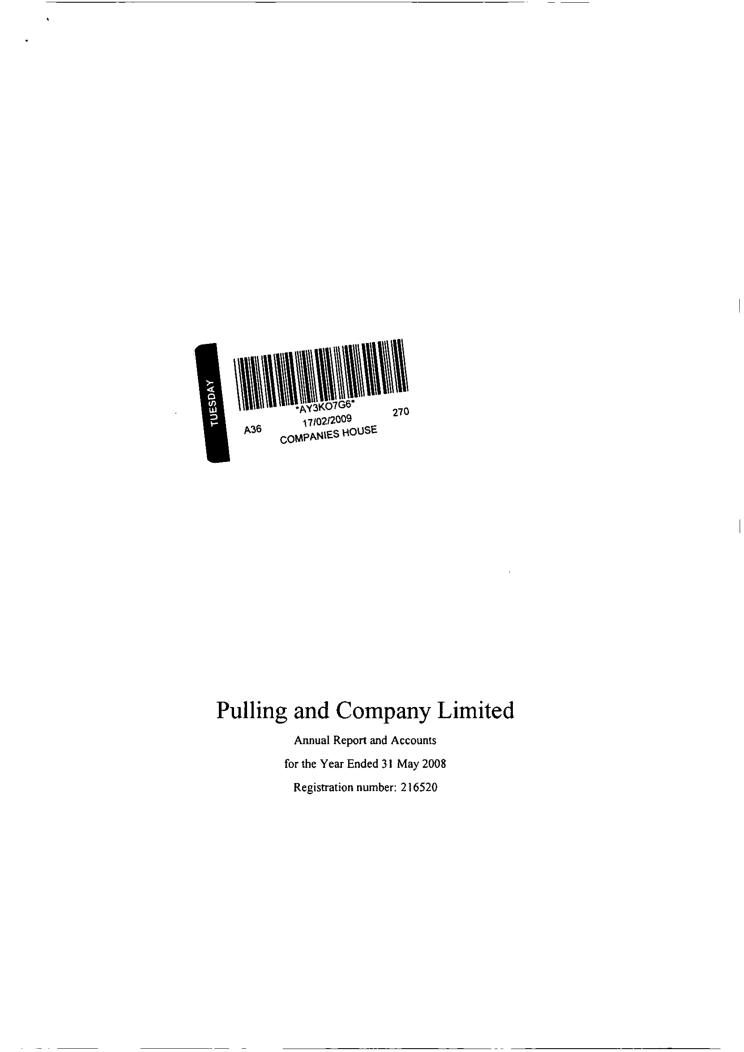 TUESDAY
*AY3KO7G6*
A36
17/02/2009
270
COMPANIES HOUSE
Pulling and Company Limited
Annual Report and Accounts
for the Year Ended 31 May 2008
Registration number: 216520